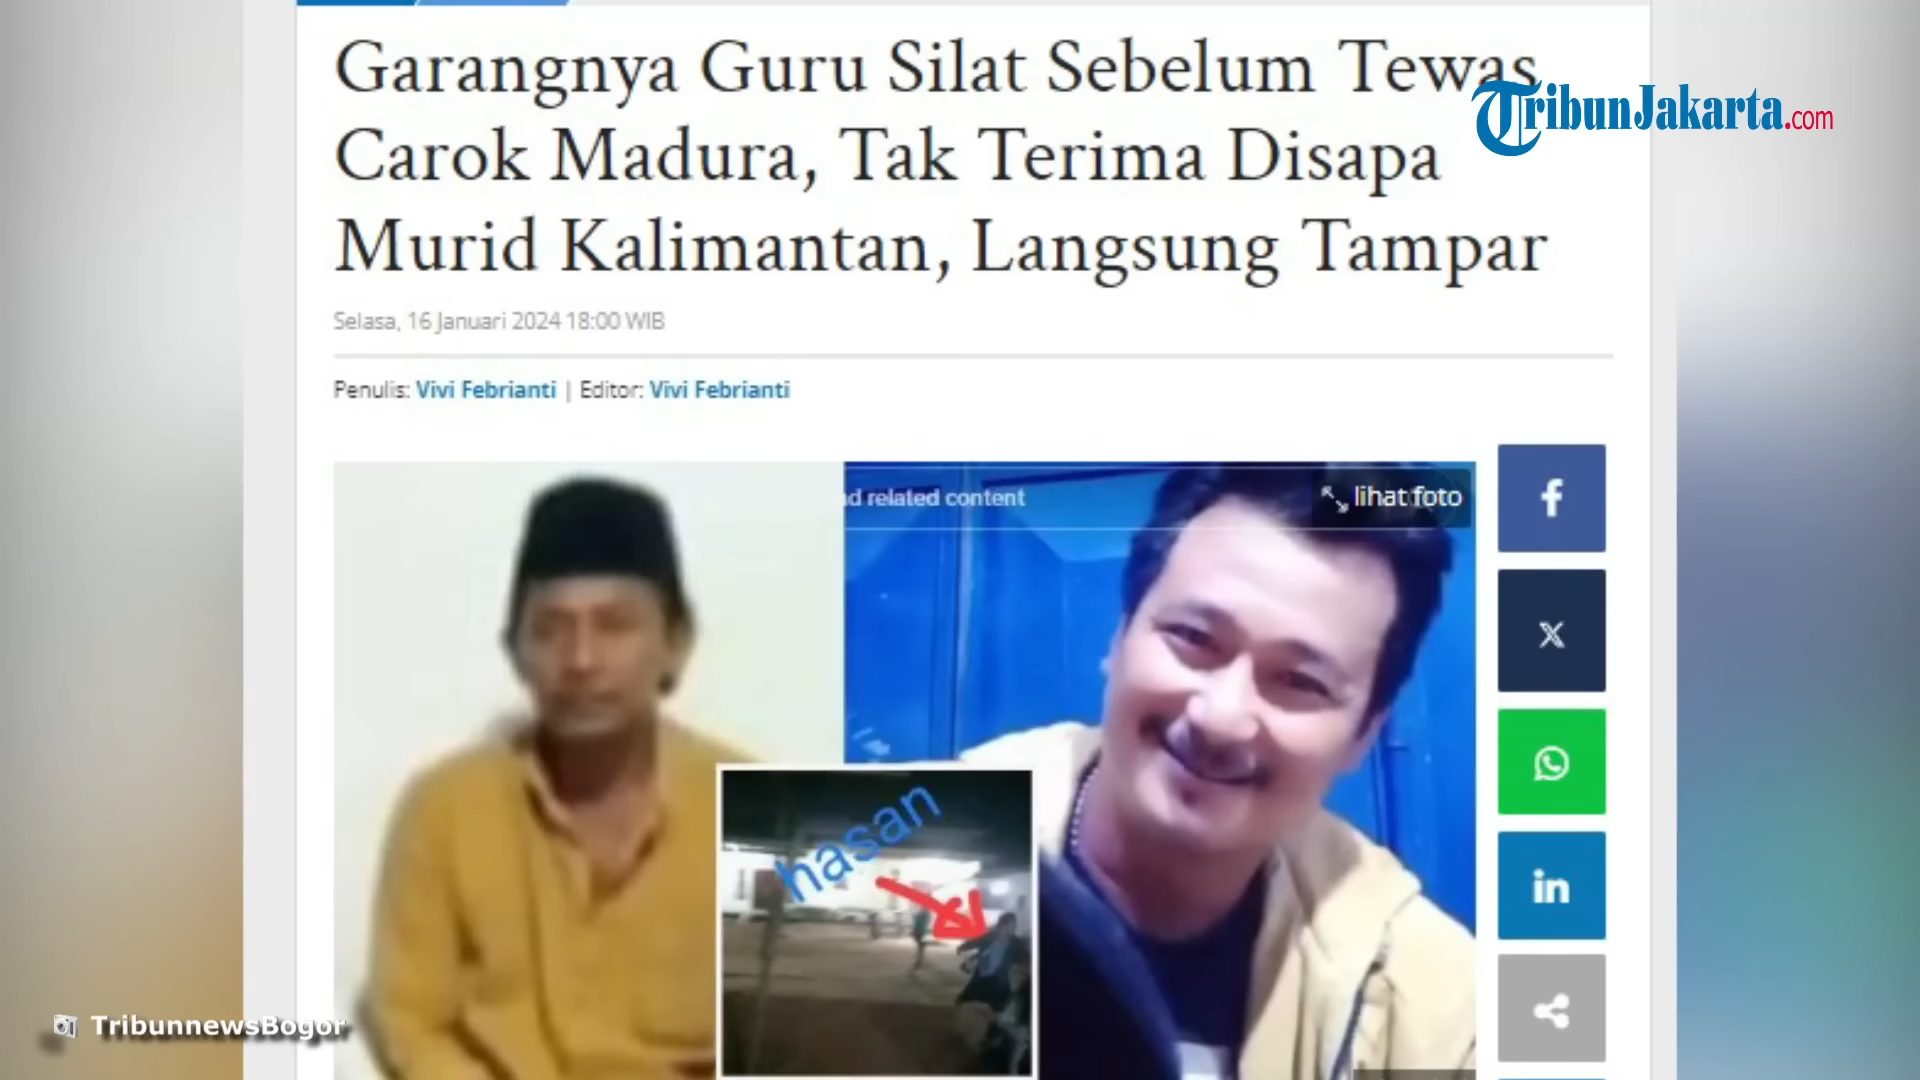 Garangnya Guru Silat Sebelum Tewas
TribunJakarta.com
Carok Madura, Tak Terima Disapa
Murid Kalimantan, Langsung Tampar
Selasa, 16 Januari 2024 18:00 WIB
Penulis: Vivi Febrianti | Editor: Vivi Febrianti
nd related content
lihat foto
hasan
TribunnewsBogor